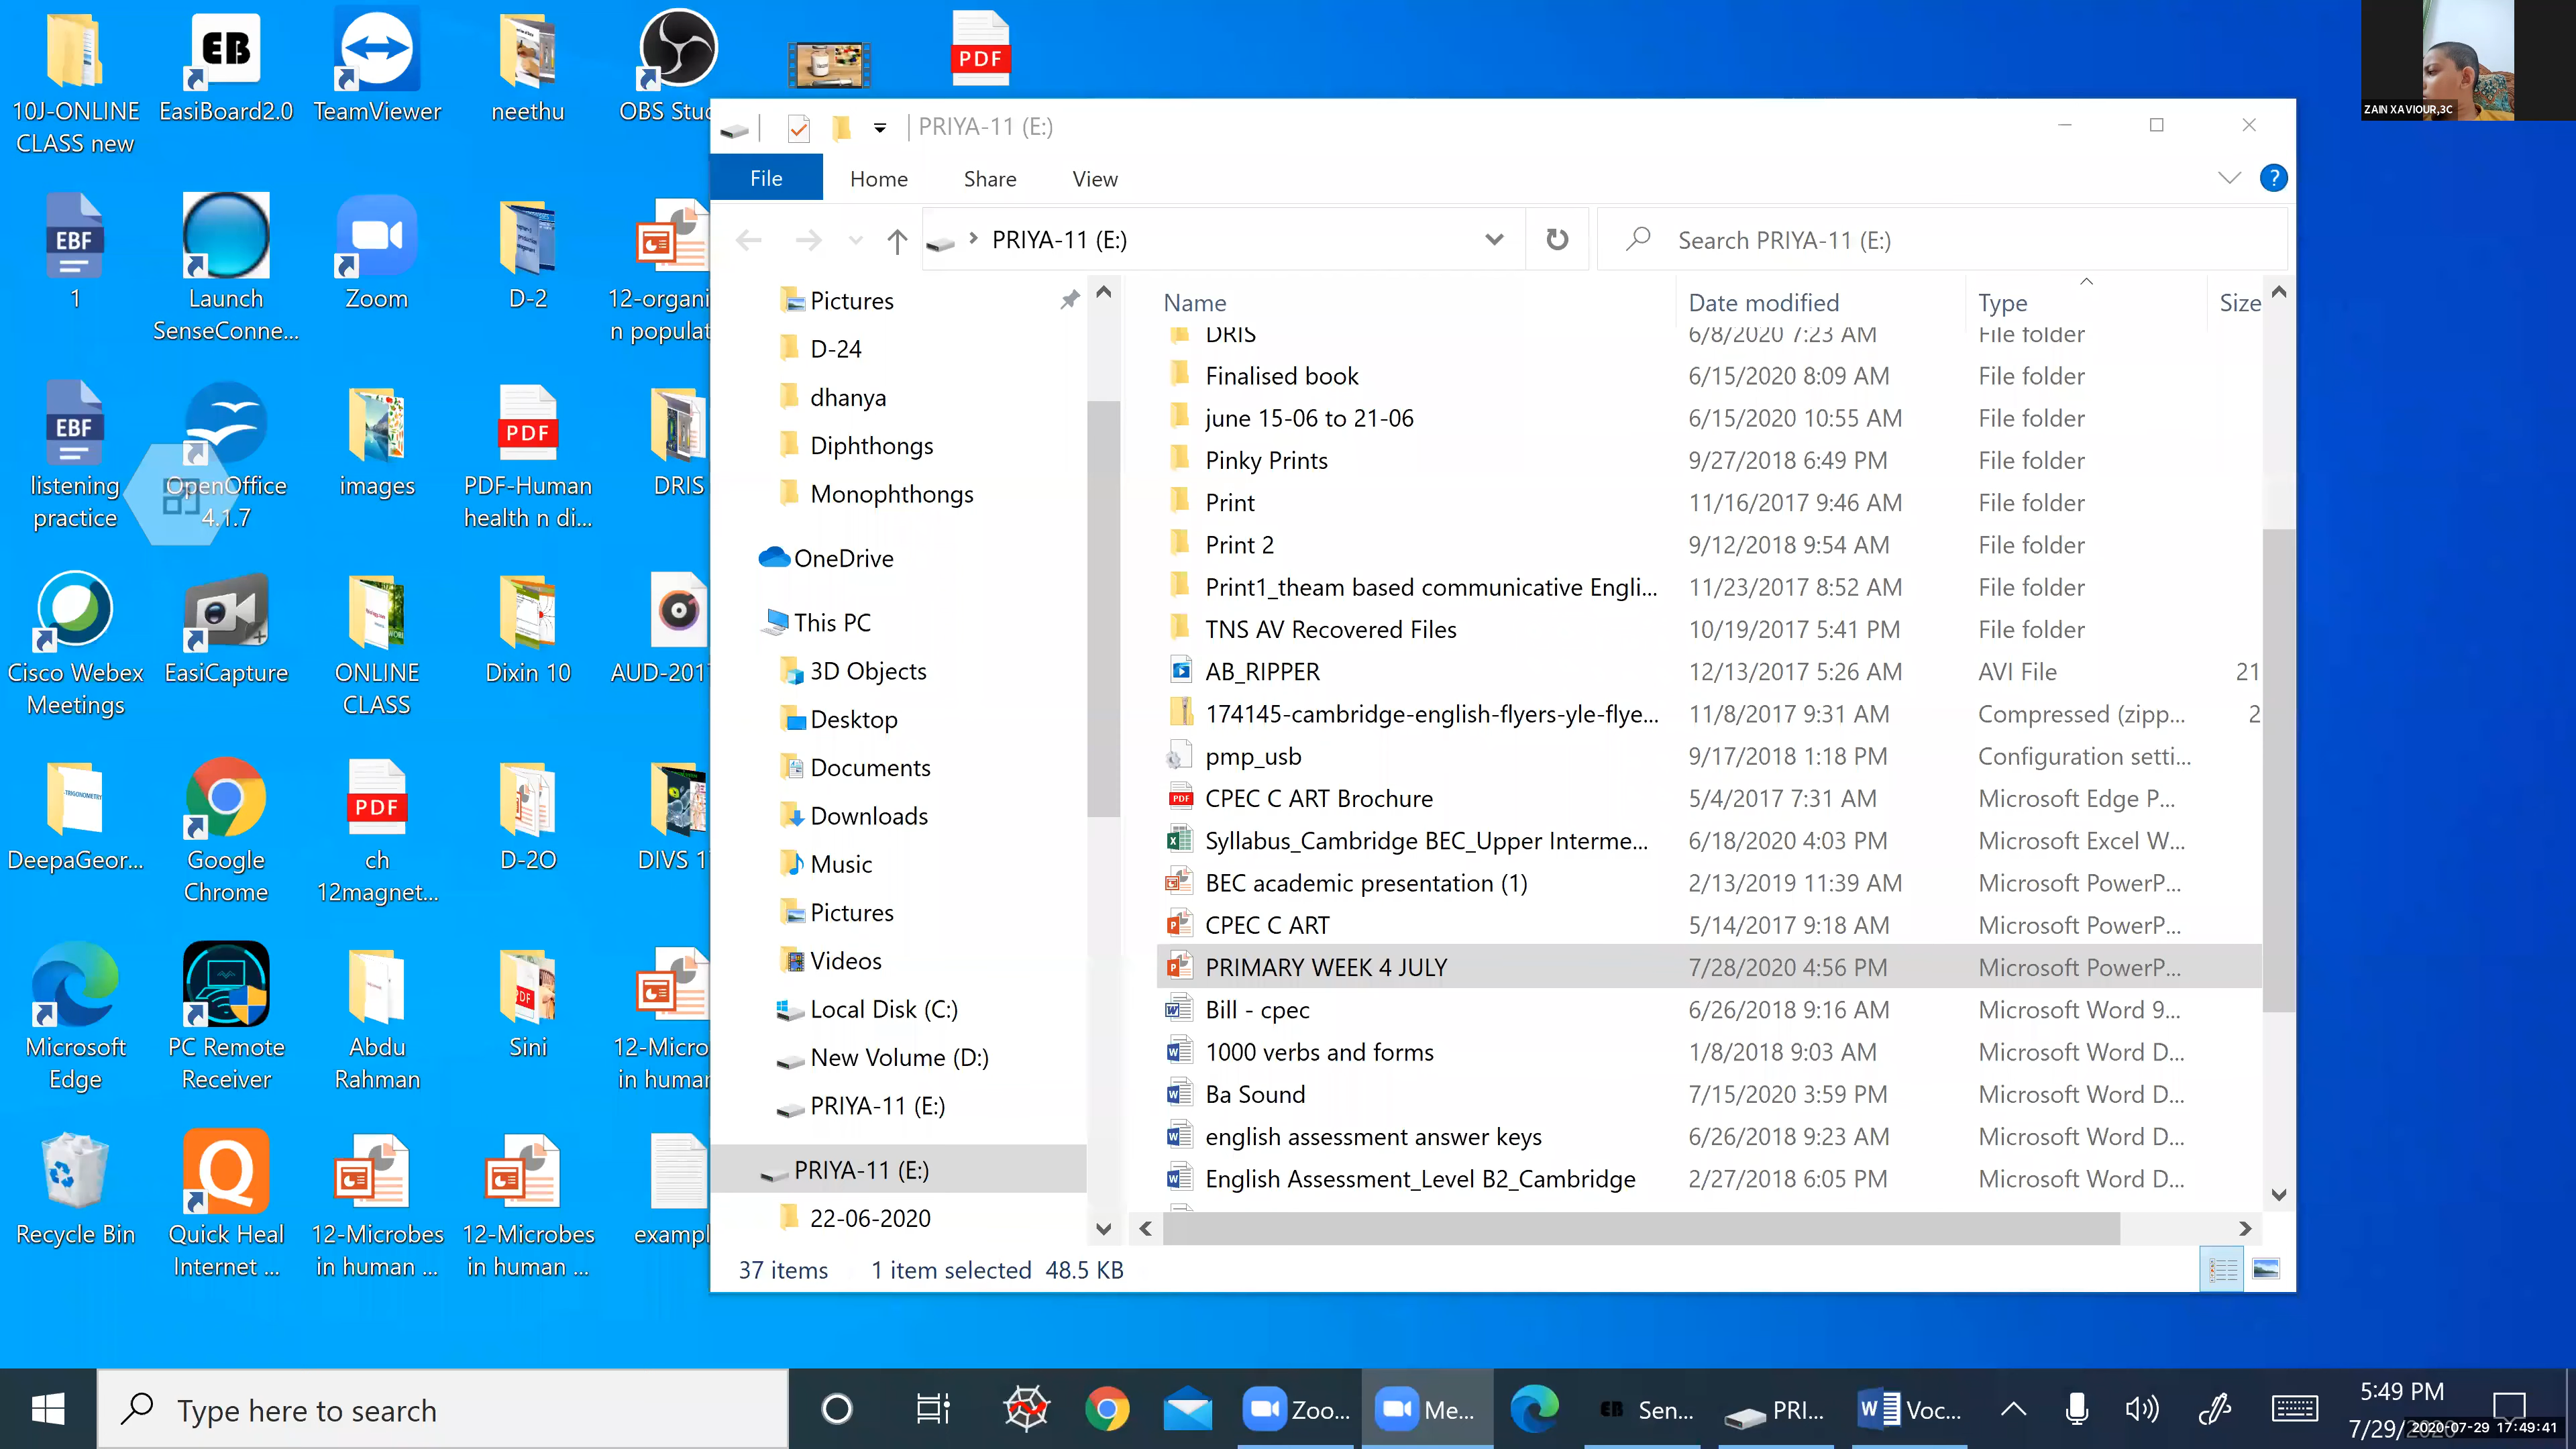 10J-ONLINE
CLASS new
EB
EasiBoard2.0
TeamViewer
neethu
OBS Stud
PDF
ZAIN XAVIOUR,3C
PRIYA-11 (E:)
File
Home
Share
View
?
PRIYA-11 (E:)
Search PRIYA-11 (E:)
EBF
1
Launch
SenseConne...
Zoom
D-2
12-organi
n populat
EBF
listening
practice
OpenOffice
4.1.7
images
PDF
PDF-Human
health n di...
DRIS
Cisco Webex
Meetings
EasiCapture
ONLINE
CLASS
Dixin 10
AUD-201
TRIGONOMETRY
DeepaGeor...
Google
Chrome
PDF
ch
12magnet...
D-2O
DIVS 1
Microsoft
Edge
PC Remote
Receiver
Abdu
Rahman
PDF
Sini
12-Micro
in human
Recycle Bin
Quick Heal
Internet ...
12-Microbes
in human ...
12-Microbes
in human ...
exampl
Pictures
D-24
dhanya
Diphthongs
Monophthongs
OneDrive
This PC
3D Objects
Desktop
Documents
Downloads
Music
Pictures
Videos
Local Disk (C:)
New Volume (D:)
PRIYA-11 (E:)
PRIYA-11 (E:)
22-06-2020
Name Date modified Type Size
DRIS 6/8/2020 7:23 AM File folder
Finalised book 6/15/2020 8:09 AM File folder
june 15-06 to 21-06 6/15/2020 10:55 AM File folder
Pinky Prints 9/27/2018 6:49 PM File folder
Print 11/16/2017 9:46 AM File folder
Print 2 9/12/2018 9:54 AM File folder
Print1_theam based communicative Engli... 11/23/2017 8:52 AM File folder
TNS AV Recovered Files 10/19/2017 5:41 PM File folder
AB_RIPPER 12/13/2017 5:26 AM AVI File 21
174145-cambridge-english-flyers-yle-flye... 11/8/2017 9:31 AM Compressed (zipp... 2
pmp_usb 9/17/2018 1:18 PM Configuration setti...
PDF CPEC C ART Brochure 5/4/2017 7:31 AM Microsoft Edge P...
Syllabus_Cambridge BEC_Upper Interme... 6/18/2020 4:03 PM Microsoft Excel W...
BEC academic presentation (1) 2/13/2019 11:39 AM Microsoft PowerP...
CPEC C ART 5/14/2017 9:18 AM Microsoft PowerP...
PRIMARY WEEK 4 JULY 7/28/2020 4:56 PM Microsoft PowerP...
Bill - cpec 6/26/2018 9:16 AM Microsoft Word 9...
1000 verbs and forms 1/8/2018 9:03 AM Microsoft Word D...
Ba Sound 7/15/2020 3:59 PM Microsoft Word D...
english assessment answer keys 6/26/2018 9:23 AM Microsoft Word D...
English Assessment_Level B2_Cambridge 2/27/2018 6:05 PM Microsoft Word D...
37 items 1 item selected 48.5 KB
Type here to search
Zoo...
Me...
EB Sen...
PRI...
Voc...
5:49 PM
7/29/
2020-07-29 17:49:41